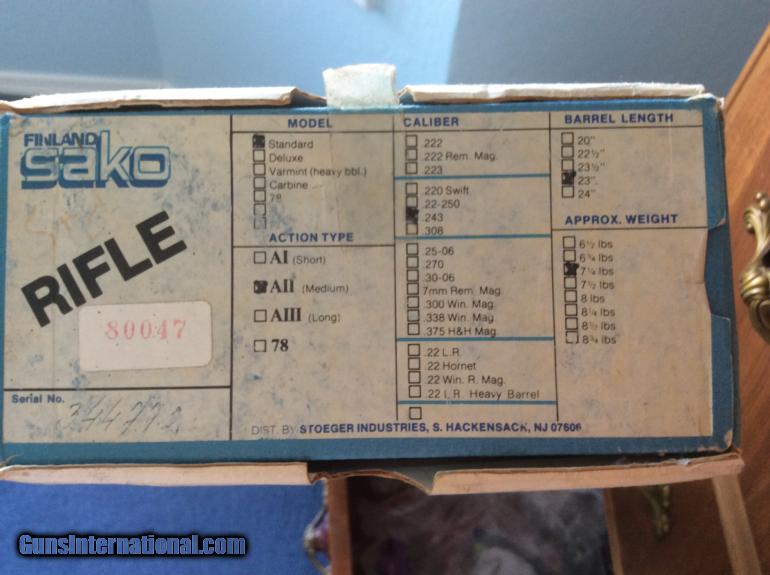 FINLAND
sako
RIFLE
80047
Serial No.
MODEL
Standard
Deluxe
Varmint (heavy bbl.)
Carbine
78
ACTION TYPE
AI (Short)
AII (Medium)
AIII (Long)
78
CALIBER
.222
.222 Rem. Mag.
.223
.220 Swift
.22-250
.243
.308
.25-06
.270
.30-06
7mm Rem. Mag.
.300 Win. Mag.
.338 Win. Mag.
.375 H&H Mag.
.22 L.R.
.22 Hornet
.22 Win. R. Mag.
.22 L.R. Heavy Barrel
BARREL LENGTH
20"
22½"
23½"
23"
24"
APPROX. WEIGHT
6½ lbs
6¾ lbs
7¼ lbs
7½ lbs
8 lbs
8¼ lbs
8½ lbs
8¾ lbs
DIST. BY STOEGER INDUSTRIES, S. HACKENSACK, NJ 07606
GunsInternational.com